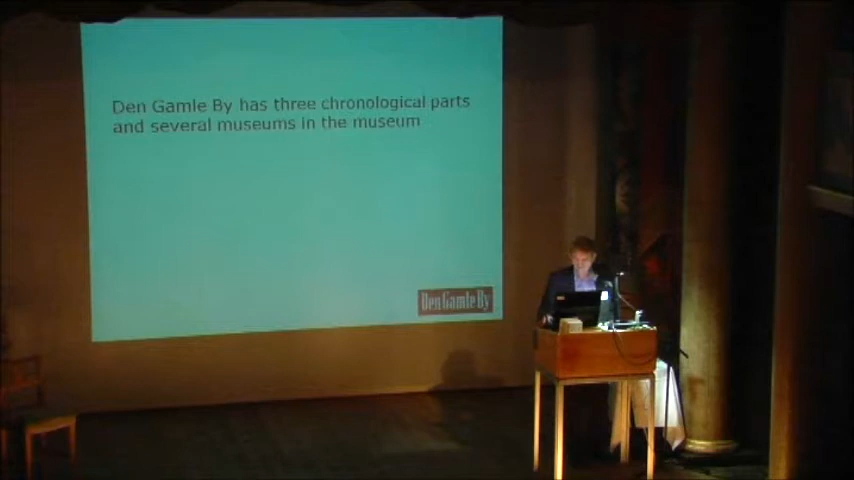 Den Gamle By has three chronological parts
and several museums in the museum
Den Gamle By